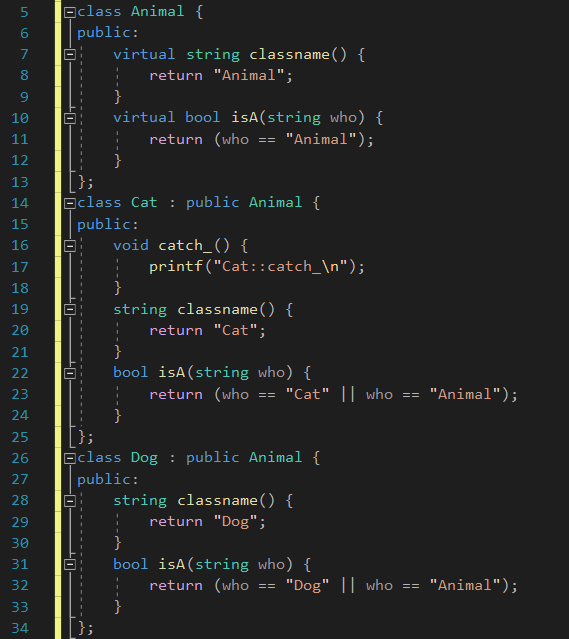 5 class Animal {
6 public:
7     virtual string classname() {
8         return "Animal";
9     }
10     virtual bool isA(string who) {
11         return (who == "Animal");
12     }
13 };
14 class Cat : public Animal {
15 public:
16     void catch_() {
17         printf("Cat::catch_\n");
18     }
19     string classname() {
20         return "Cat";
21     }
22     bool isA(string who) {
23         return (who == "Cat" || who == "Animal");
24     }
25 };
26 class Dog : public Animal {
27 public:
28     string classname() {
29         return "Dog";
30     }
31     bool isA(string who) {
32         return (who == "Dog" || who == "Animal");
33     }
34 };